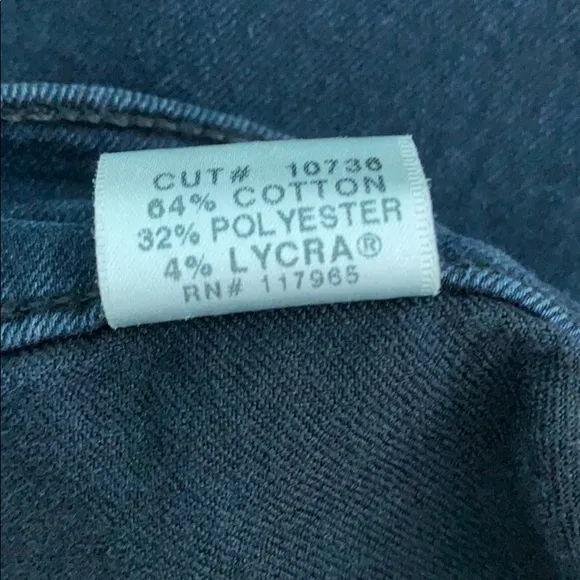 CUT# 10736
64% COTTON
32% POLYESTER
4% LYCRA®
RN# 117965